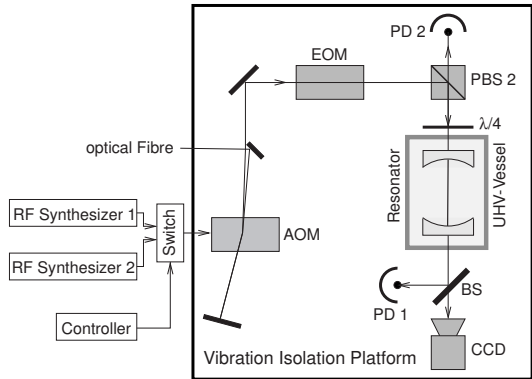 PD 2
EOM
PBS 2
λ/4
optical Fibre
Resonator
UHV-Vessel
RF Synthesizer 1
Switch
AOM
RF Synthesizer 2
BS
PD 1
Controller
CCD
Vibration Isolation Platform